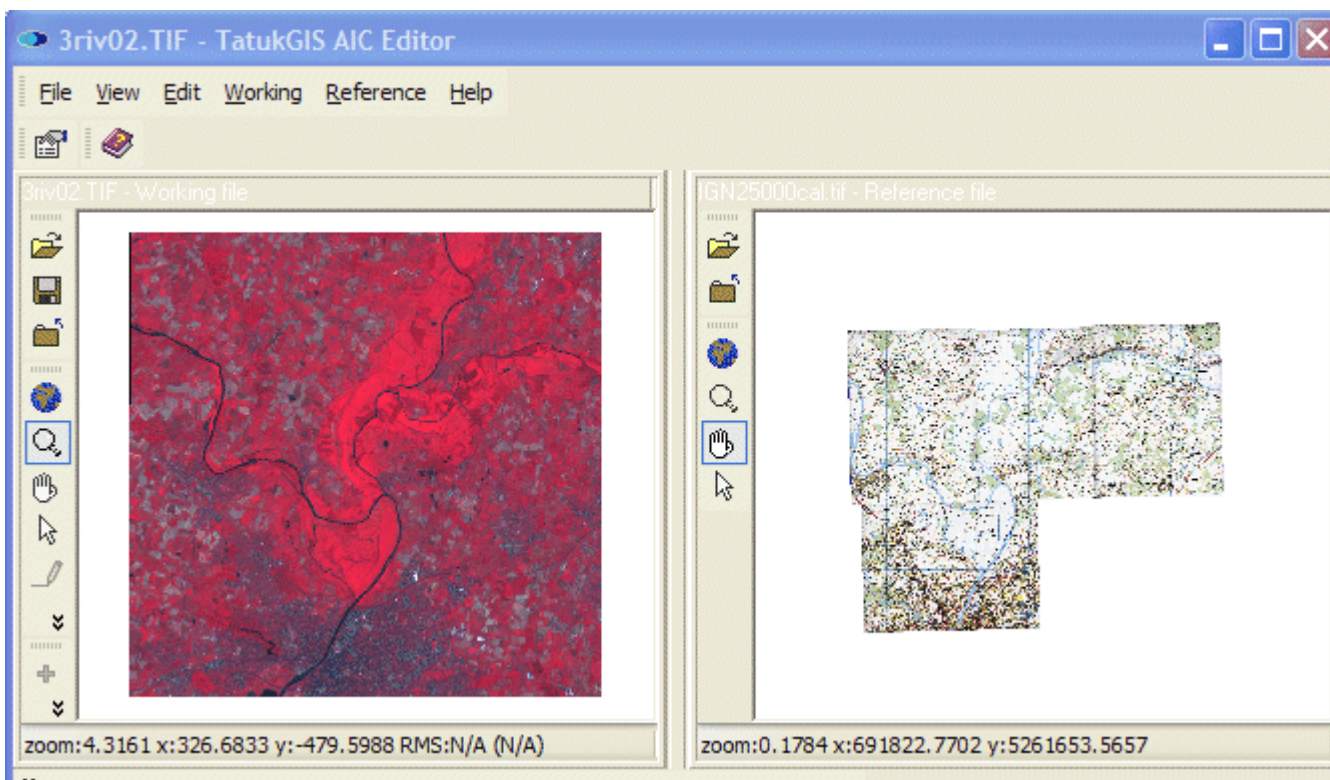 3riv02.TIF - TatukGIS AIC Editor
File View Edit Working Reference Help
3riv02.TIF - Working file
IGN25000cal.tif - Reference file
zoom:4.3161 x:326.6833 y:-479.5988 RMS:N/A (N/A)
zoom:0.1784 x:691822.7702 y:5261653.5657